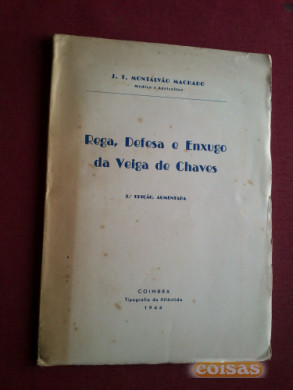 J. T. MONTALVÃO MACHADO
Médico e Advogado
Rega, Defesa e Enxugo
da Veiga de Chaves
2.ª EDIÇÃO, AUMENTADA
COIMBRA
Tipografia da Atlântida
1944
coisas